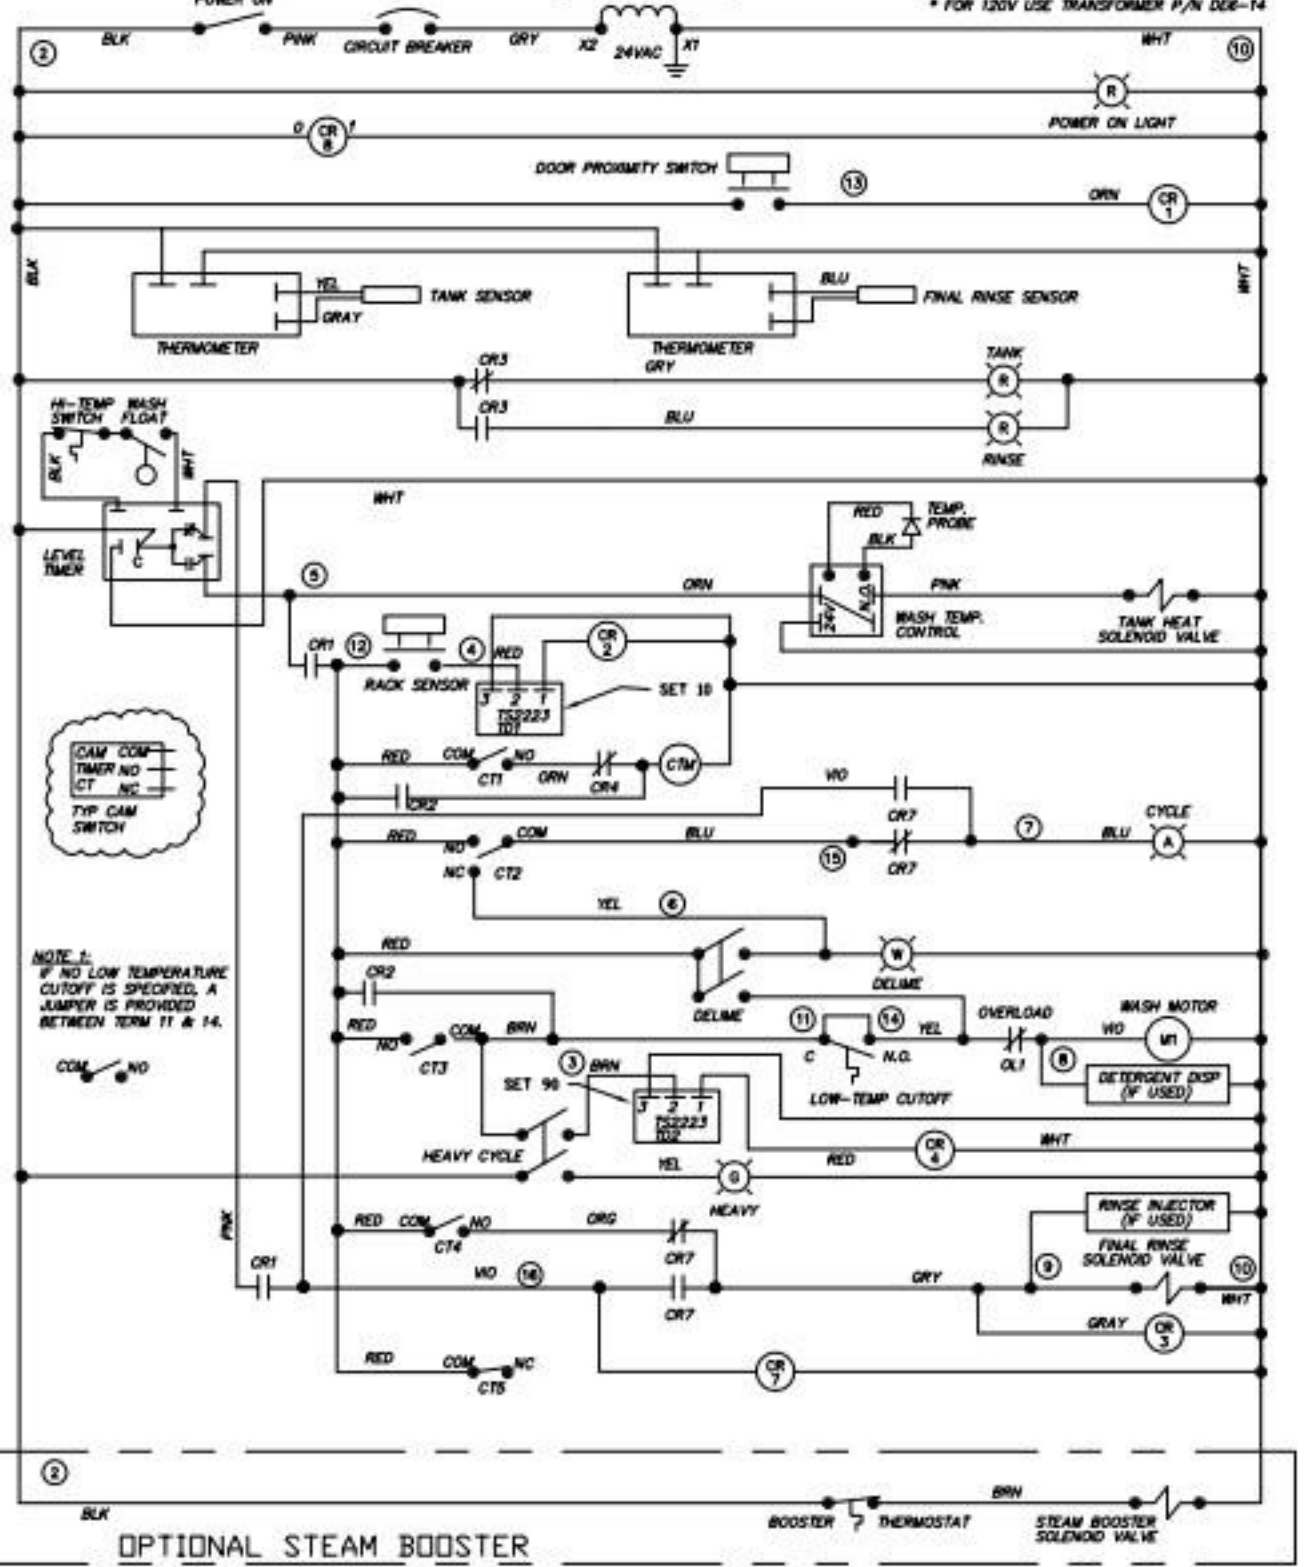 POWER ON
* FOR 120V USE TRANSFORMER P/N DE6-14
2 BLK PINK CIRCUIT BREAKER GRY X2 24VAC X1 WHT 10
R
POWER ON LIGHT
0 CR 8 1
DOOR PROXIMITY SWITCH
13 ORN CR 1
BLK WHT
YEL TANK SENSOR
GRAY
THERMOMETER
BLU FINAL RINSE SENSOR
THERMOMETER
CR3 GRY TANK R
CR3 BLU R RINSE
HI-TEMP SWITCH
WASH FLOAT
BLK WHT
WHT
LEVEL TIMER
C
RED TEMP. PROBE
BLK
5 ORN 24V N.O. PNK
WASH TEMP. CONTROL
TANK HEAT SOLENOID VALVE
CR1 12 4 RED CR 2
RACK SENSOR
3 2 1
TS2223
TD1
SET 10
CAM COM
TIMER NO
CT NC
TYP CAM
SWITCH
RED COM NO CT1 ORN CR4 CTM
CR2
VIO CR7
RED NO COM BLU 15 CR7 7 BLU CYCLE A
NC CT2
YEL 6
NOTE 1:
IF NO LOW TEMPERATURE
CUTOFF IS SPECIFIED, A
JUMPER IS PROVIDED
BETWEEN TERM 11 & 14.
COM NO
RED W DELIME
DELIME
CR2
RED NO CT3 COM BRN 11 14 YEL OVERLOAD OL1 8 VIO WASH MOTOR M1
C N.O.
LOW-TEMP CUTOFF
DETERGENT DISP
(IF USED)
SET 90 3 BRN
3 2 1
TS2223
TD2
HEAVY CYCLE
RED CR 4 WHT
YEL G HEAVY
RINSE INJECTOR
(IF USED)
PNK
RED COM NO CT4 ORG CR7
FINAL RINSE
SOLENOID VALVE
CR1 VIO 16 CR7 GRY 9 10 WHT
GRAY CR 3
RED COM NC CT5 CR 7
2
BLK BOOSTER THERMOSTAT BRN STEAM BOOSTER SOLENOID VALVE
OPTIONAL STEAM BOOSTER